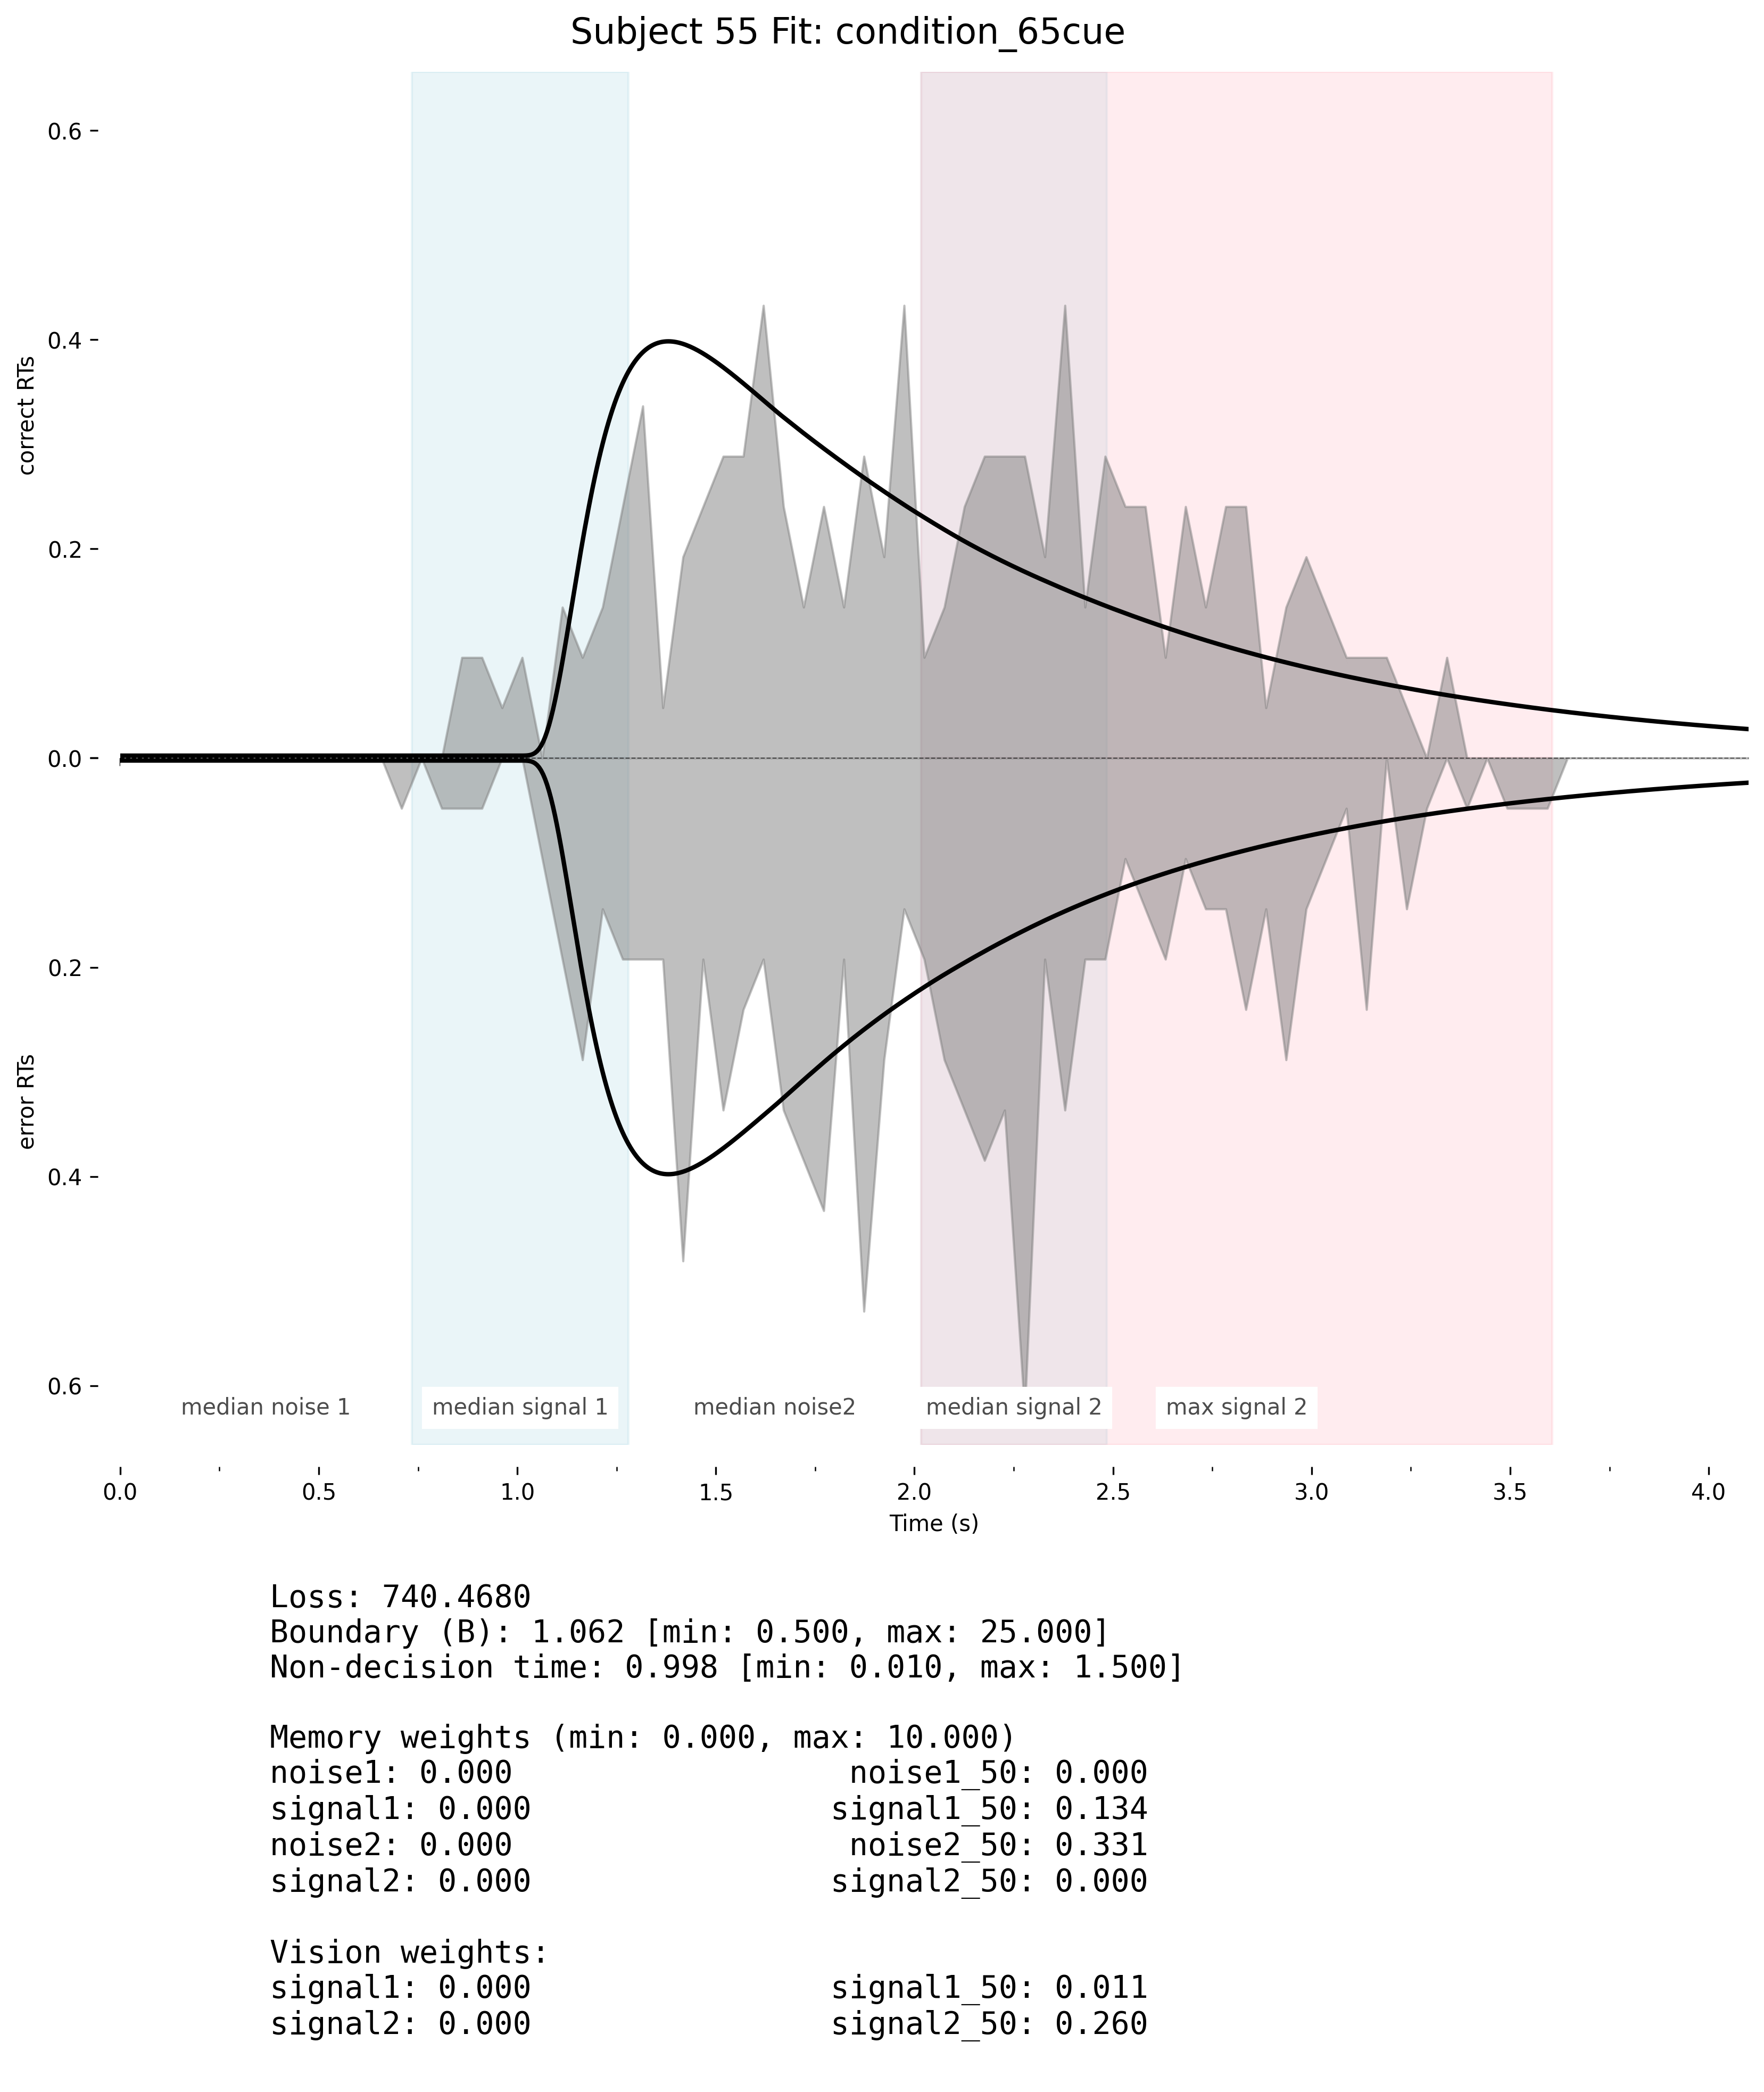 Subject 55 Fit: condition_65cue
0.6
0.4
0.2
0.0
0.2
0.4
0.6
correct RTs
error RTs
median noise 1
median signal 1
median noise2
median signal 2
max signal 2
0.0 0.5 1.0 1.5 2.0 2.5 3.0 3.5 4.0
Time (s)
Loss: 740.4680
Boundary (B): 1.062 [min: 0.500, max: 25.000]
Non-decision time: 0.998 [min: 0.010, max: 1.500]
Memory weights (min: 0.000, max: 10.000)
noise1: 0.000 noise1_50: 0.000
signal1: 0.000 signal1_50: 0.134
noise2: 0.000 noise2_50: 0.331
signal2: 0.000 signal2_50: 0.000
Vision weights:
signal1: 0.000 signal1_50: 0.011
signal2: 0.000 signal2_50: 0.260